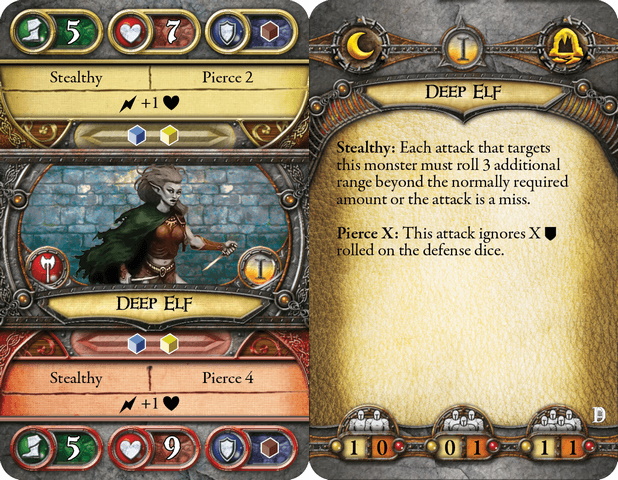 5 7
Stealthy Pierce 2
+1
I
DEEP ELF
Stealthy Pierce 4
+1
5 9
I
DEEP ELF
Stealthy: Each attack that targets
this monster must roll 3 additional
range beyond the normally required
amount or the attack is a miss.
Pierce X: This attack ignores X
rolled on the defense dice.
D
1 0 0 1 1 1